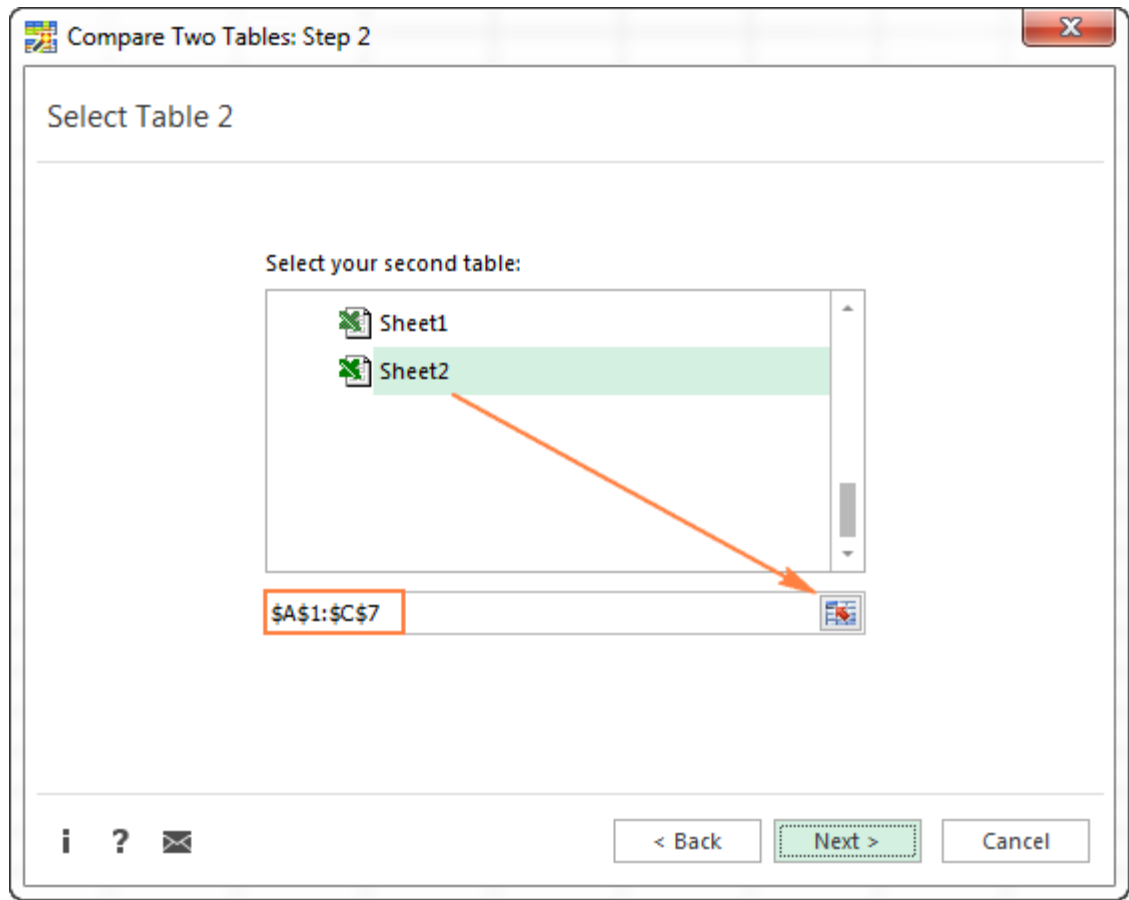 Compare Two Tables: Step 2
x
Select Table 2
Select your second table:
Sheet1
Sheet2
$A$1:$C$7
i ? < Back Next > Cancel